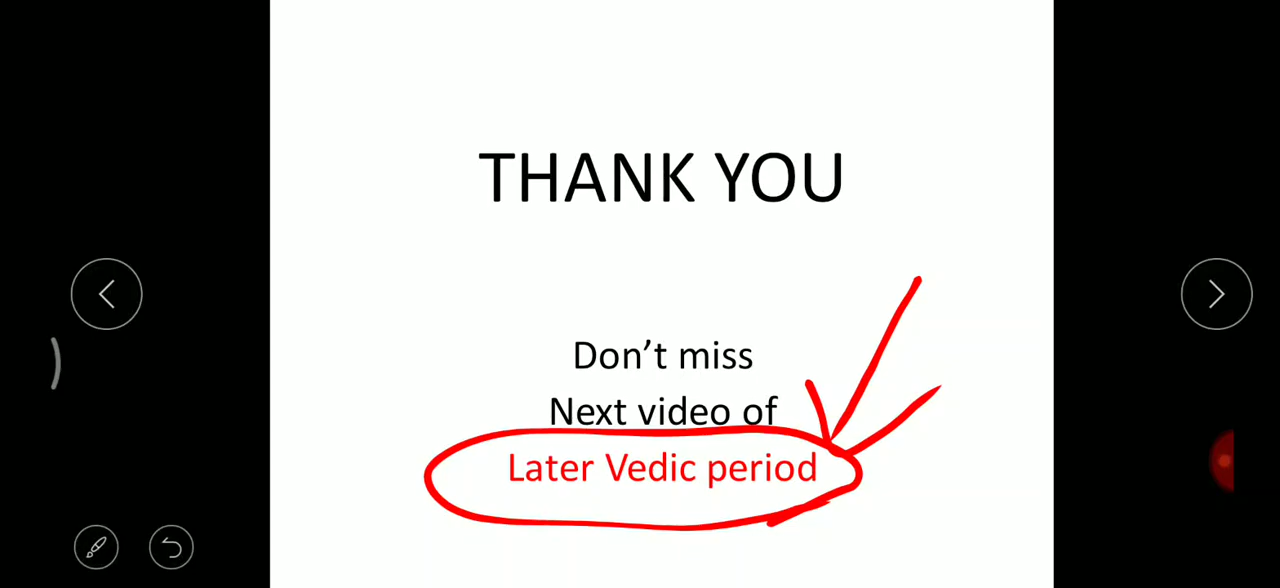 THANK YOU
Don’t miss
Next video of
Later Vedic period